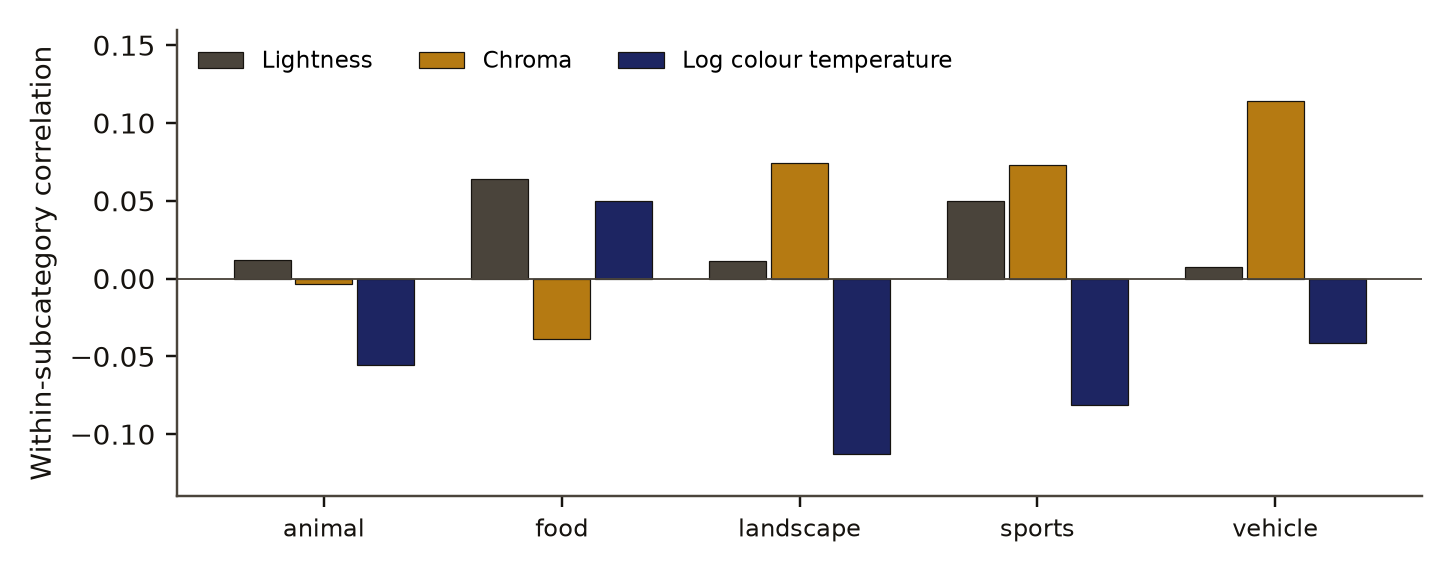 Within-subcategory correlation
0.15
0.10
0.05
0.00
−0.05
−0.10
Lightness Chroma Log colour temperature
animal food landscape sports vehicle